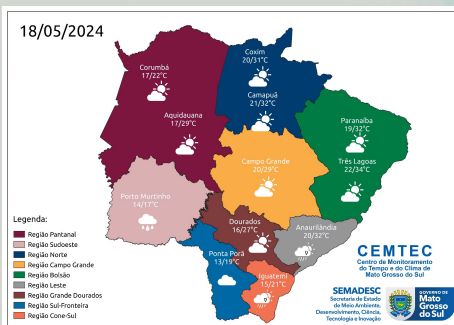 18/05/2024
Coxim
20/31°C
Corumbá
17/22°C
Camapuã
21/32°C
Aquidauana
17/29°C
Paranaíba
19/32°C
Campo Grande
20/29°C
Três Lagoas
22/34°C
Porto Murtinho
14/17°C
Dourados
16/27°C
Anaurilândia
20/32°C
Ponta Porã
13/19°C
Iguatemi
15/21°C
Legenda:
Região Pantanal
Região Sudoeste
Região Norte
Região Campo Grande
Região Bolsão
Região Leste
Região Grande Dourados
Região Sul-Fronteira
Região Cone-Sul
CEMTEC
Centro de Monitoramento
do Tempo e do Clima de
Mato Grosso do Sul
SEMADESC
Secretaria de Estado
de Meio Ambiente,
Desenvolvimento, Ciência,
Tecnologia e Inovação
GOVERNO DE
Mato
Grosso
do Sul